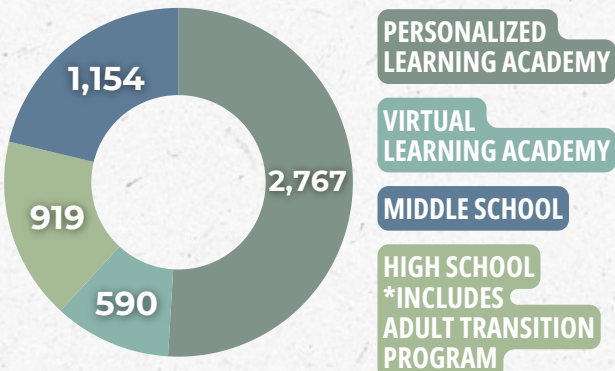 1,154
2,767
919
590
PERSONALIZED
LEARNING ACADEMY
VIRTUAL
LEARNING ACADEMY
MIDDLE SCHOOL
HIGH SCHOOL
*INCLUDES
ADULT TRANSITION
PROGRAM